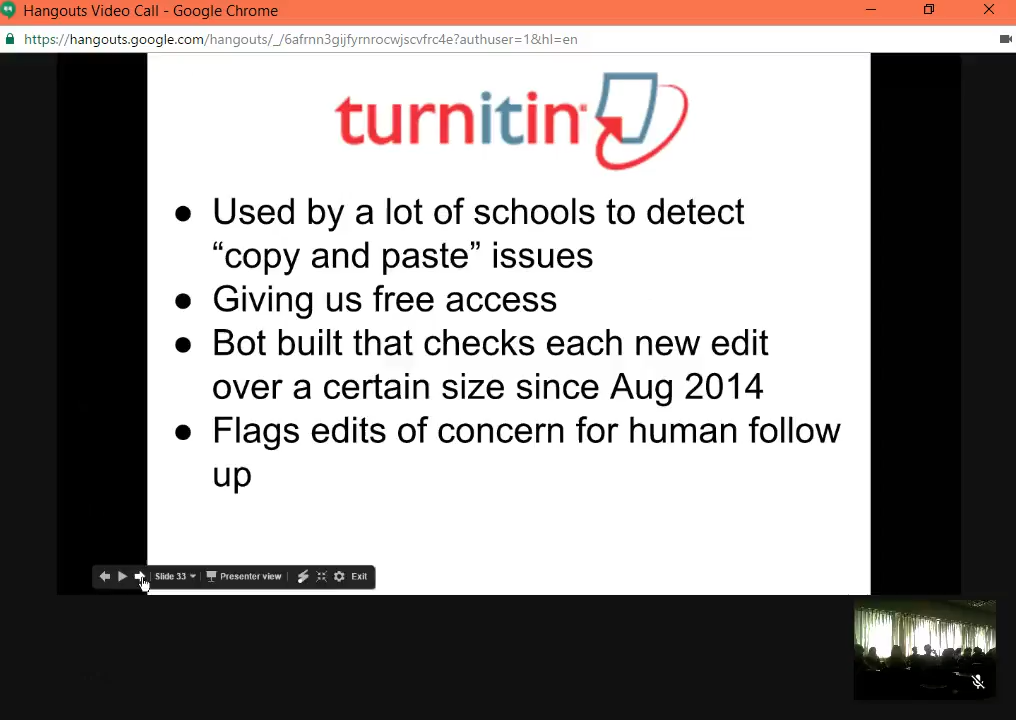 Hangouts Video Call - Google Chrome
https://hangouts.google.com/hangouts/_/6afrnn3gijfyrnrocwjscvfrc4e?authuser=1&hl=en
turnitin
● Used by a lot of schools to detect
“copy and paste” issues
● Giving us free access
● Bot built that checks each new edit
over a certain size since Aug 2014
● Flags edits of concern for human follow
up
Slide 33 Presenter view Exit